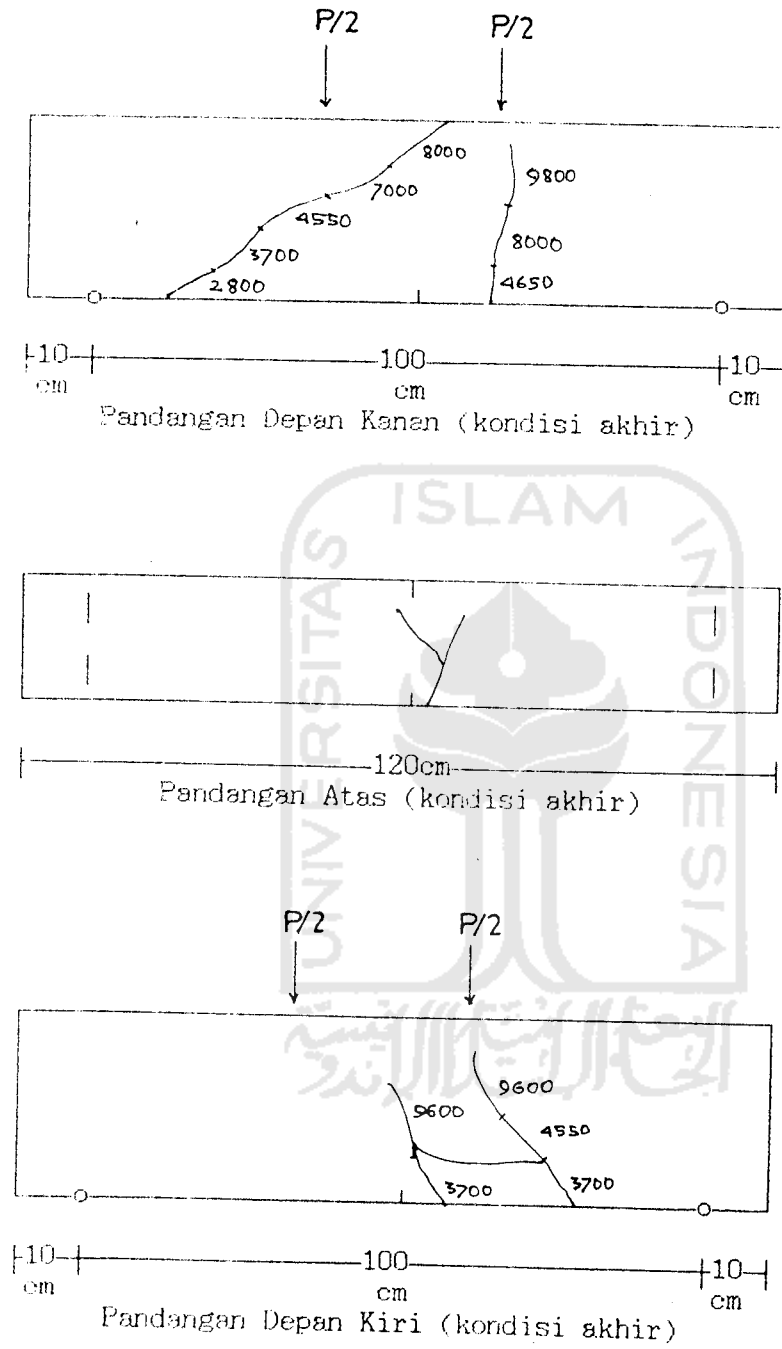 P/2 P/2
8000
7000
4550
3700
2800
9800
8000
4650
10 100 10
cm cm cm
Pandangan Depan Kanan (kondisi akhir)
UNIVERSITAS ISLAM INDONESIA
120cm
Pandangan Atas (kondisi akhir)
P/2 P/2
9600 9600
4550
3700 3700
10 100 10
cm cm cm
Pandangan Depan Kiri (kondisi akhir)